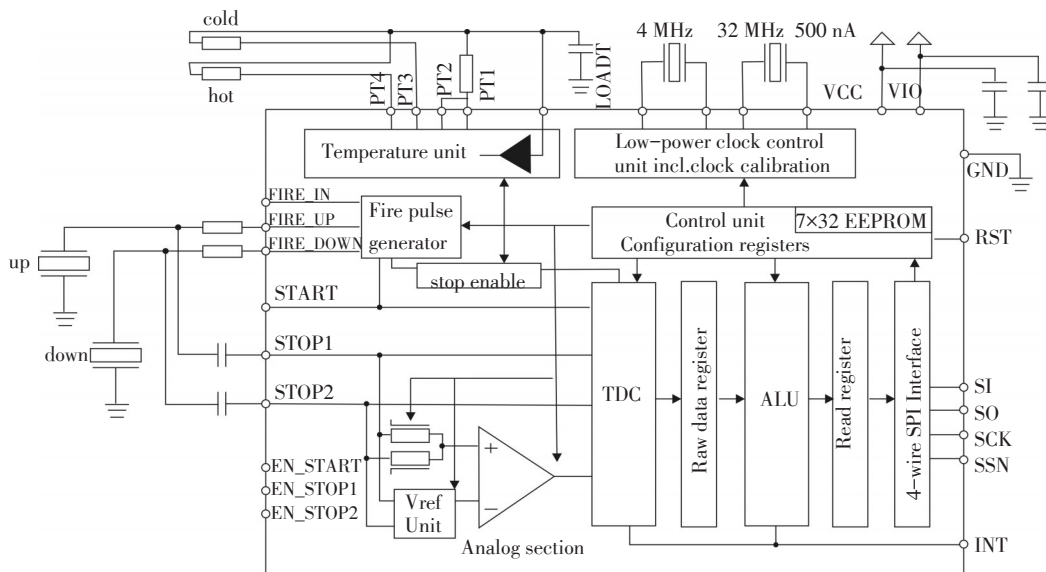 cold
hot
PT4
PT3
PT2
PT1
LOADT
4 MHz
32 MHz
500 nA
VCC
VIO
GND
Temperature unit
Low-power clock control
unit incl.clock calibration
FIRE_IN
FIRE_UP
FIRE_DOWN
Fire pulse
generator
Control unit
7×32 EEPROM
Configuration registers
RST
up
stop enable
START
down
STOP1
STOP2
TDC
Raw data register
ALU
Read register
4-wire SPI Interface
SI
SO
SCK
SSN
+
−
EN_START
EN_STOP1
EN_STOP2
Vref
Unit
Analog section
INT